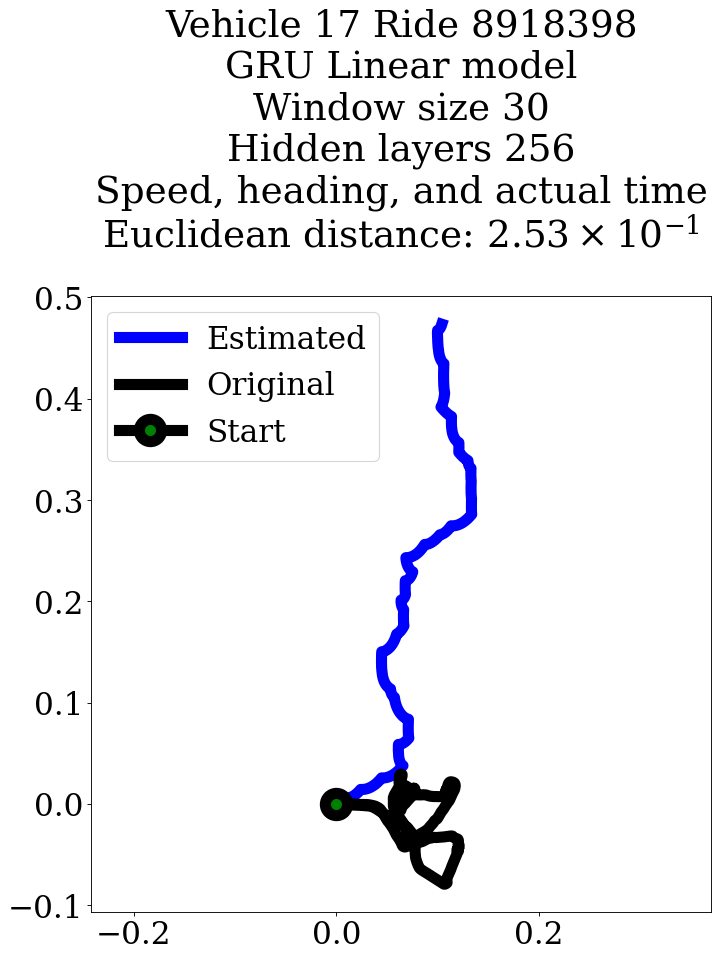 Vehicle 17 Ride 8918398
GRU Linear model
Window size 30
Hidden layers 256
Speed, heading, and actual time
Euclidean distance: 2.53 × 10⁻¹
Estimated
Original
Start
0.5
0.4
0.3
0.2
0.1
0.0
−0.1
−0.2 0.0 0.2